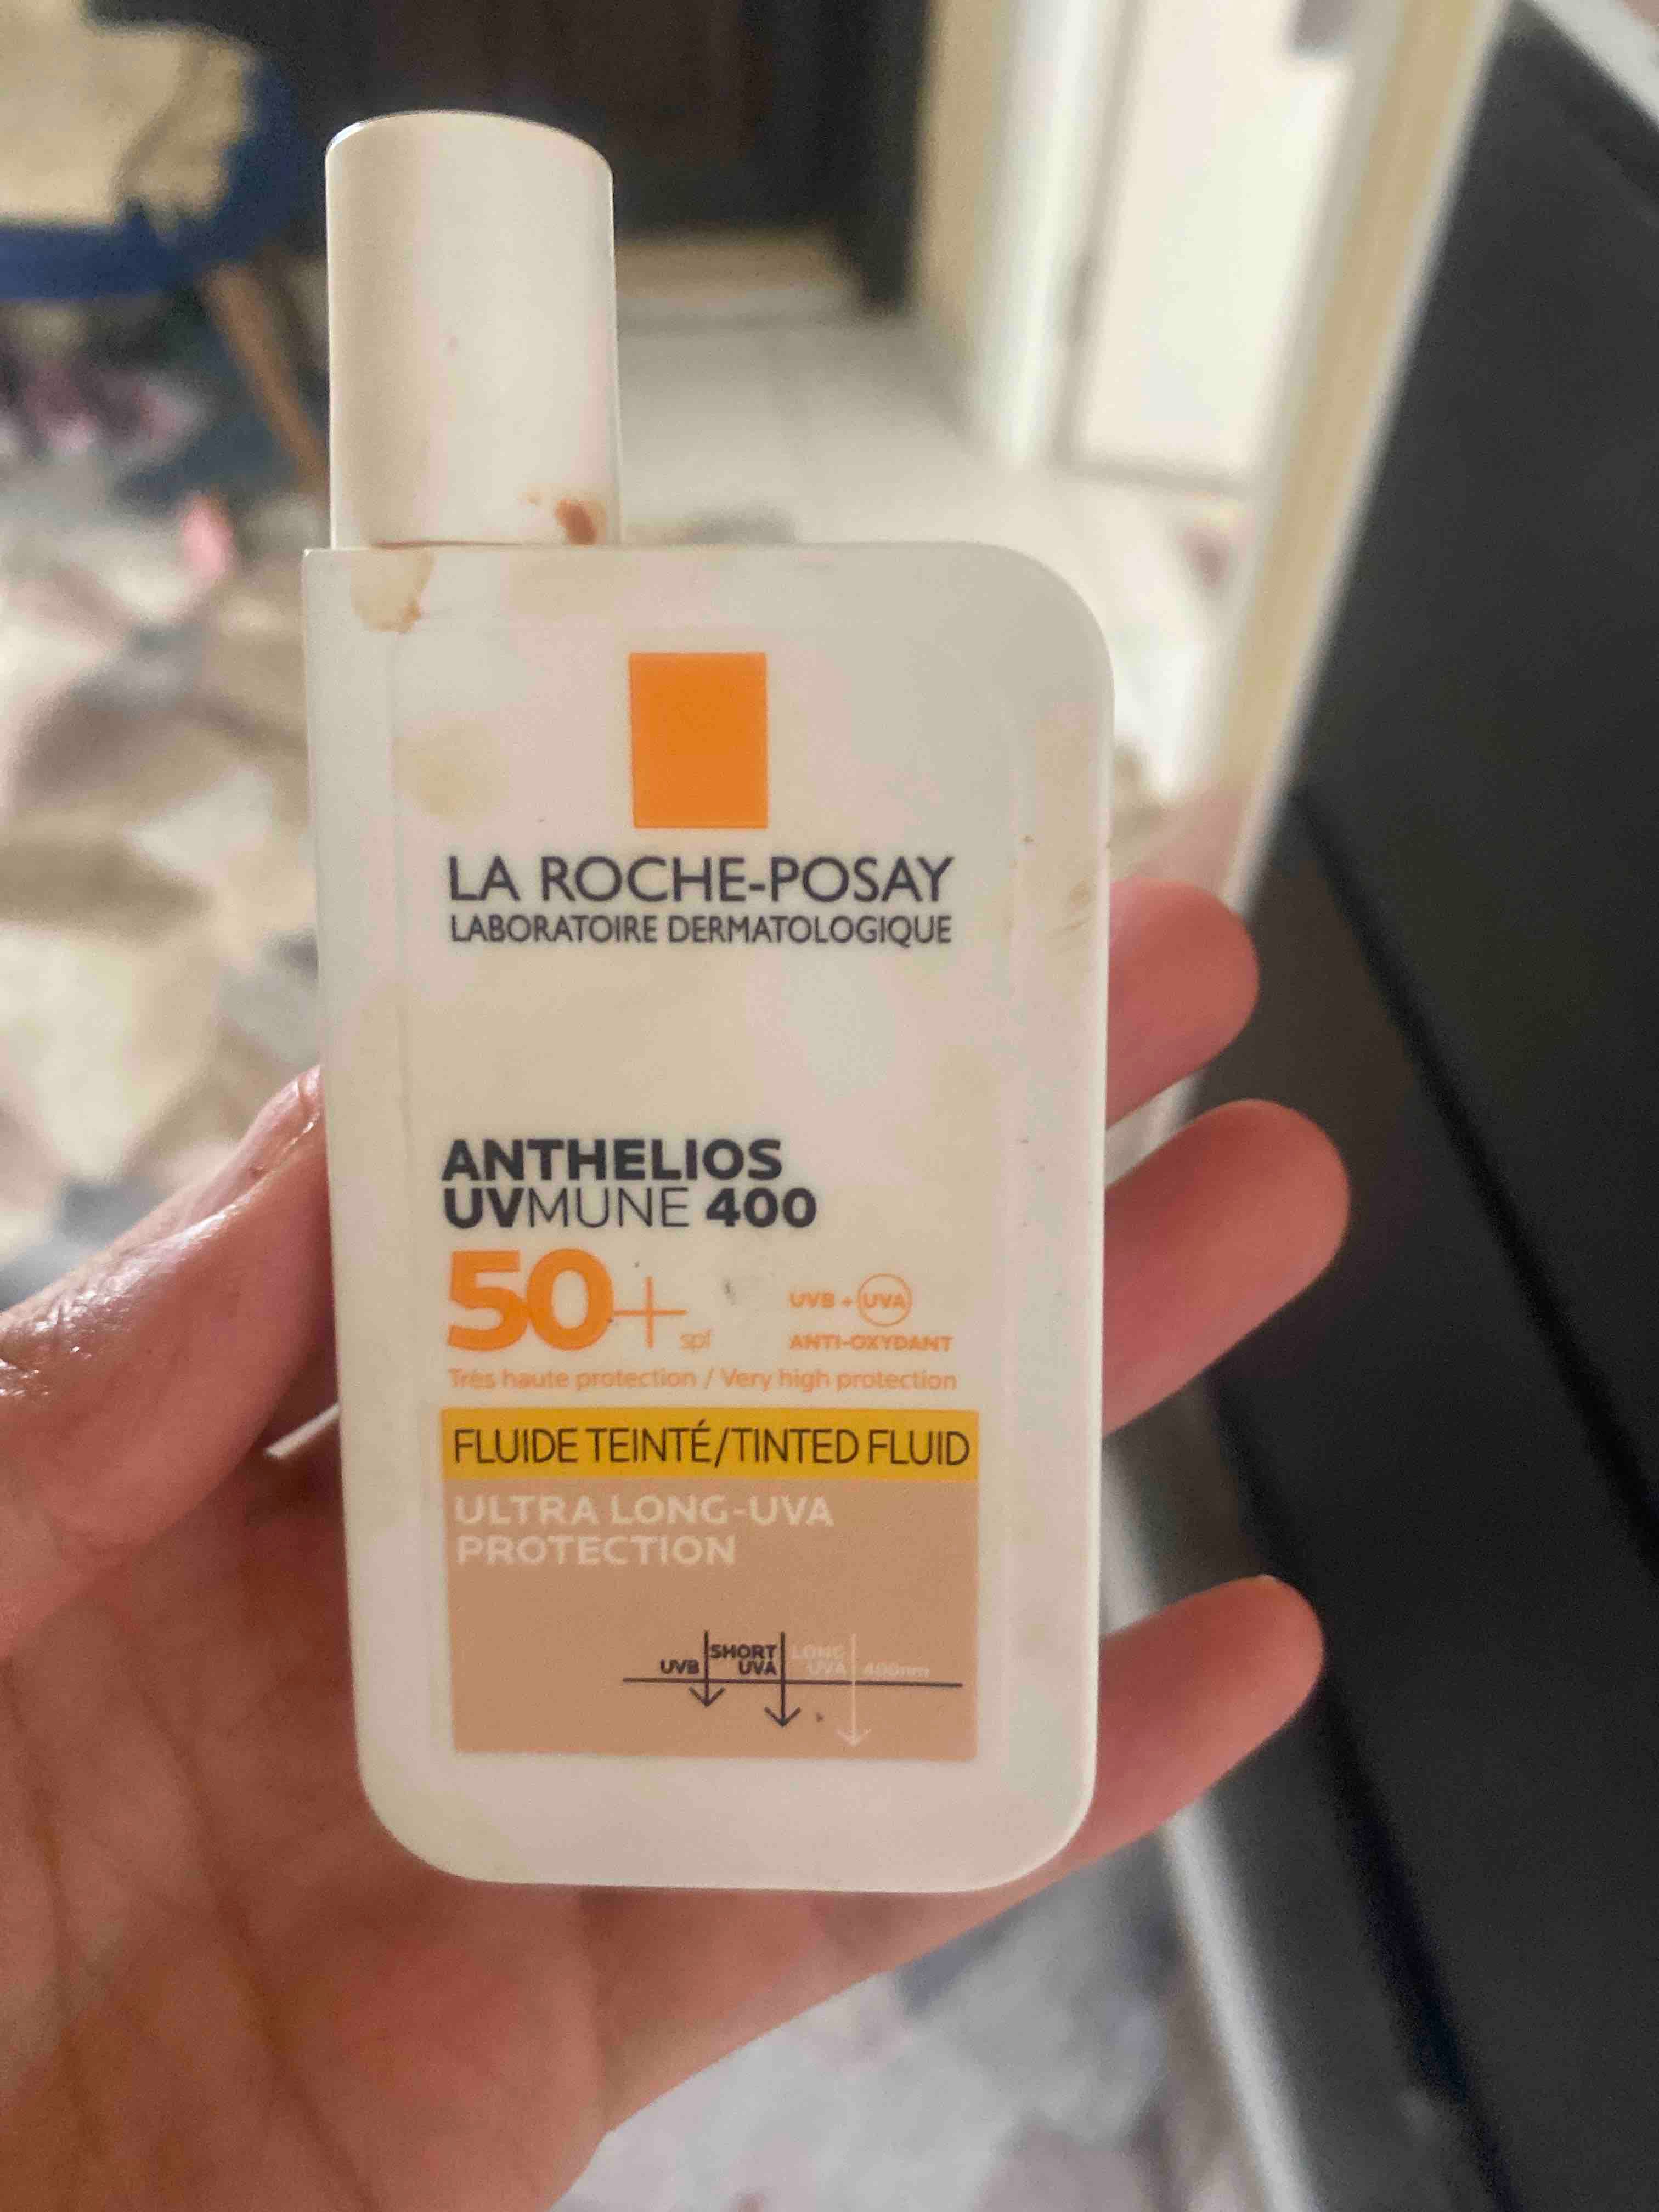 LA ROCHE-POSAY
LABORATOIRE DERMATOLOGIQUE
ANTHELIOS
UVMUNE 400
50+ spf
UVB + UVA
ANTI-OXYDANT
Très haute protection / Very high protection
FLUIDE TEINTÉ/TINTED FLUID
ULTRA LONG-UVA
PROTECTION
UVB
SHORT
UVA
LONG
UVA
400nm